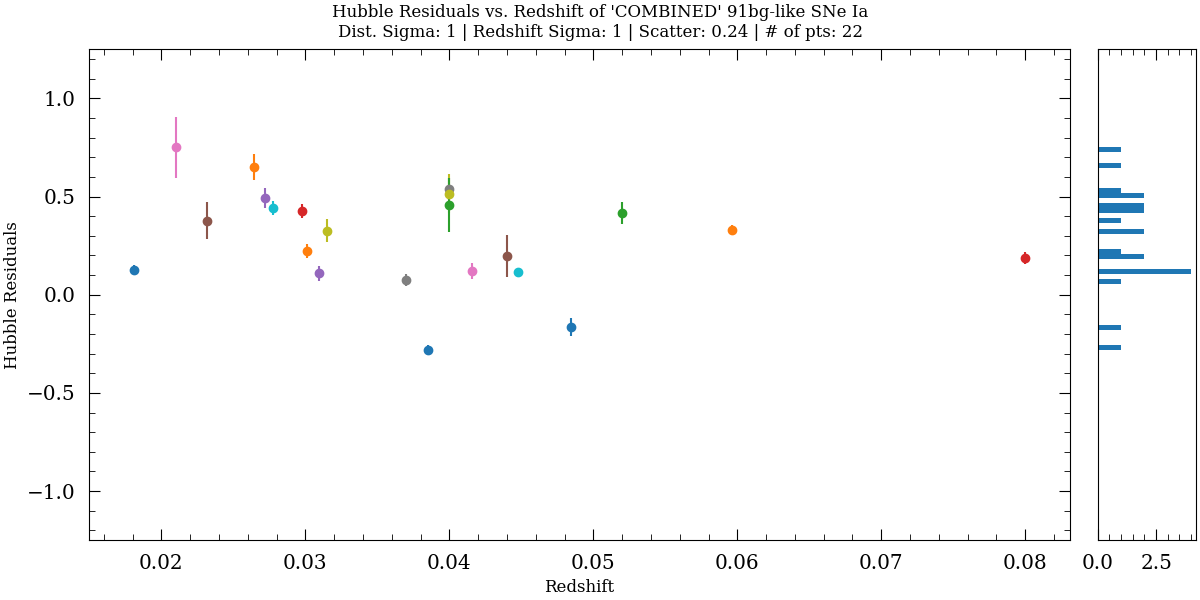 Hubble Residuals vs. Redshift of 'COMBINED' 91bg-like SNe Ia
Dist. Sigma: 1 | Redshift Sigma: 1 | Scatter: 0.24 | # of pts: 22
Hubble Residuals
1.0
0.5
0.0
−0.5
−1.0
0.02 0.03 0.04 0.05 0.06 0.07 0.08
Redshift
0.0 2.5